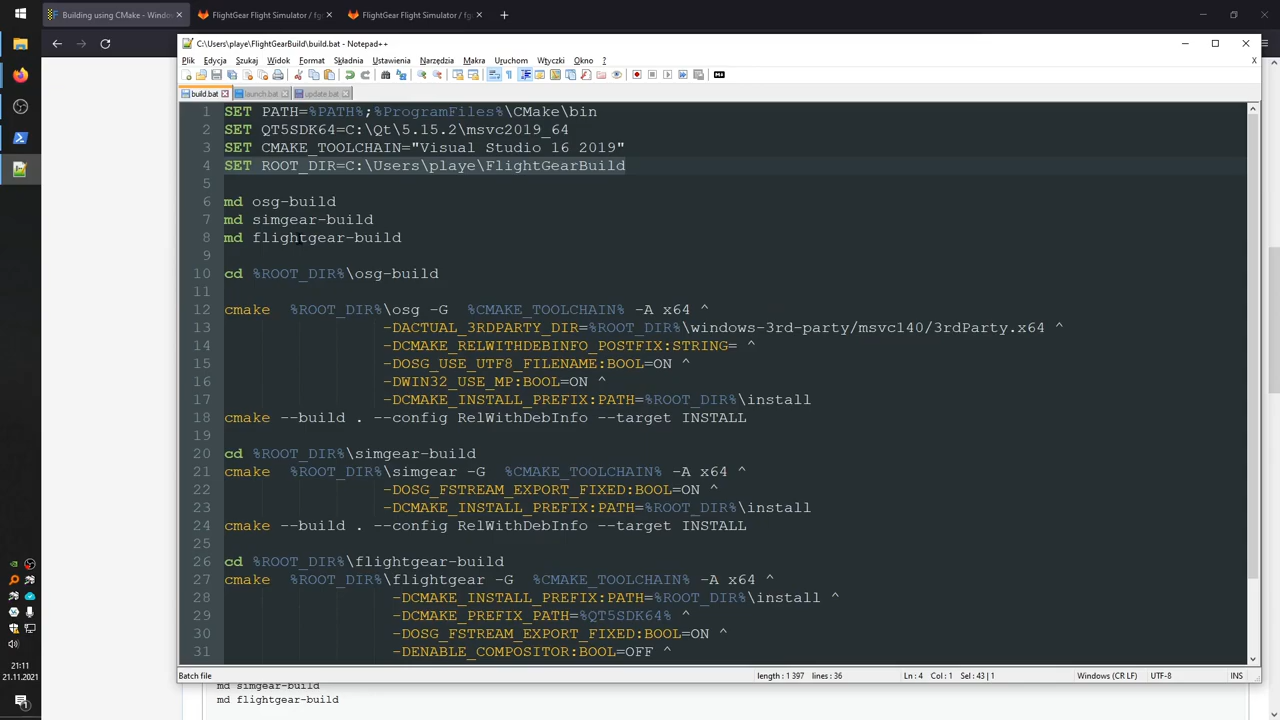 Building using CMake - Window
FlightGear Flight Simulator / fg
FlightGear Flight Simulator / fg
C:\Users\playe\FlightGearBuild\build.bat - Notepad++
Plik Edycja Szukaj Widok Format Składnia Ustawienia Narzędzia Makra Uruchom Wtyczki Okno ? X
build.bat launch.bat update.bat
1 SET PATH=%PATH%;%ProgramFiles%\CMake\bin
2 SET QT5SDK64=C:\Qt\5.15.2\msvc2019_64
3 SET CMAKE_TOOLCHAIN="Visual Studio 16 2019"
4 SET ROOT_DIR=C:\Users\playe\FlightGearBuild
5
6 md osg-build
7 md simgear-build
8 md flightgear-build
9
10 cd %ROOT_DIR%\osg-build
11
12 cmake %ROOT_DIR%\osg -G %CMAKE_TOOLCHAIN% -A x64 ^
13 -DACTUAL_3RDPARTY_DIR=%ROOT_DIR%\windows-3rd-party/msvc140/3rdParty.x64 ^
14 -DCMAKE_RELWITHDEBINFO_POSTFIX:STRING= ^
15 -DOSG_USE_UTF8_FILENAME:BOOL=ON ^
16 -DWIN32_USE_MP:BOOL=ON ^
17 -DCMAKE_INSTALL_PREFIX:PATH=%ROOT_DIR%\install
18 cmake --build . --config RelWithDebInfo --target INSTALL
19
20 cd %ROOT_DIR%\simgear-build
21 cmake %ROOT_DIR%\simgear -G %CMAKE_TOOLCHAIN% -A x64 ^
22 -DOSG_FSTREAM_EXPORT_FIXED:BOOL=ON ^
23 -DCMAKE_INSTALL_PREFIX:PATH=%ROOT_DIR%\install
24 cmake --build . --config RelWithDebInfo --target INSTALL
25
26 cd %ROOT_DIR%\flightgear-build
27 cmake %ROOT_DIR%\flightgear -G %CMAKE_TOOLCHAIN% -A x64 ^
28 -DCMAKE_INSTALL_PREFIX:PATH=%ROOT_DIR%\install ^
29 -DCMAKE_PREFIX_PATH=%QT5SDK64% ^
30 -DOSG_FSTREAM_EXPORT_FIXED:BOOL=ON ^
31 -DENABLE_COMPOSITOR:BOOL=OFF ^
Batch file length : 1 397 lines : 36 Ln : 4 Col : 1 Sel : 43 | 1 Windows (CR LF) UTF-8 INS
md simgear-build
md flightgear-build
21:11
21.11.2021
1